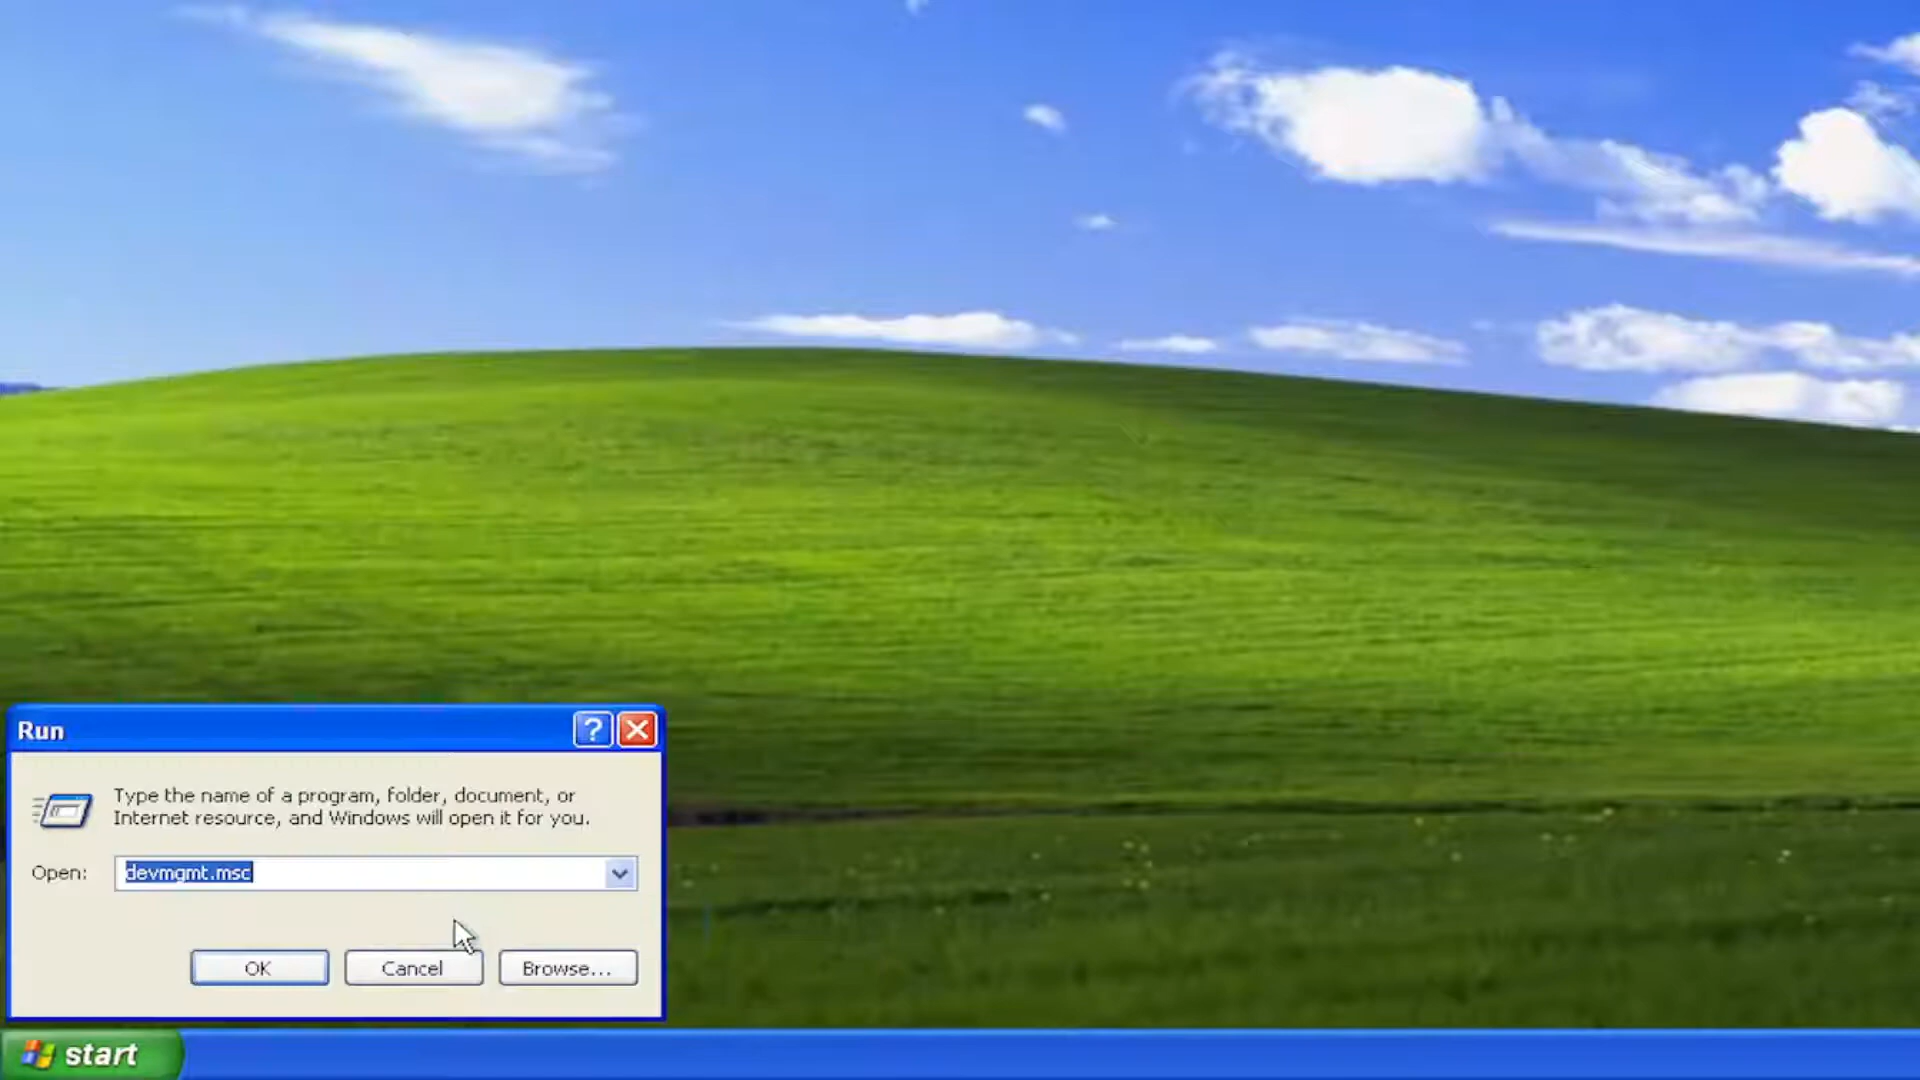 Run
Type the name of a program, folder, document, or
Internet resource, and Windows will open it for you.
Open: devmgmt.msc
OK Cancel Browse...
start